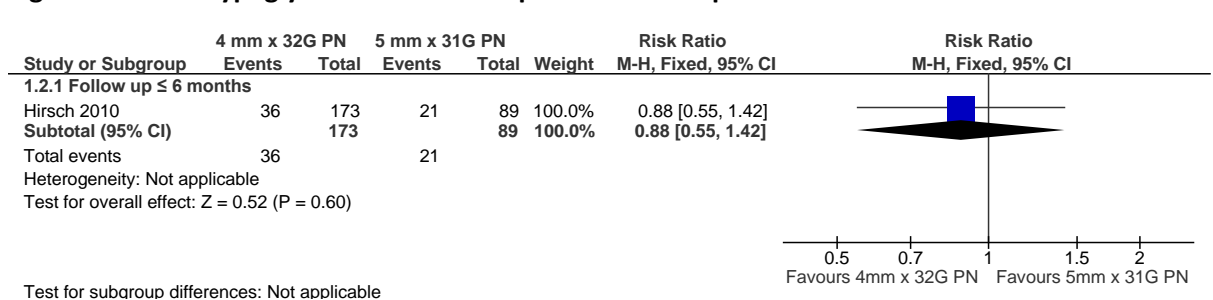 4 mm x 32G PN 5 mm x 31G PN Risk Ratio Risk Ratio
Study or Subgroup Events Total Events Total Weight M-H, Fixed, 95% CI M-H, Fixed, 95% CI
1.2.1 Follow up ≤ 6 months
Hirsch 2010 36 173 21 89 100.0% 0.88 [0.55, 1.42]
Subtotal (95% CI) 173 89 100.0% 0.88 [0.55, 1.42]
Total events 36 21
Heterogeneity: Not applicable
Test for overall effect: Z = 0.52 (P = 0.60)
0.5 0.7 1 1.5 2
Favours 4mm x 32G PN Favours 5mm x 31G PN
Test for subgroup differences: Not applicable